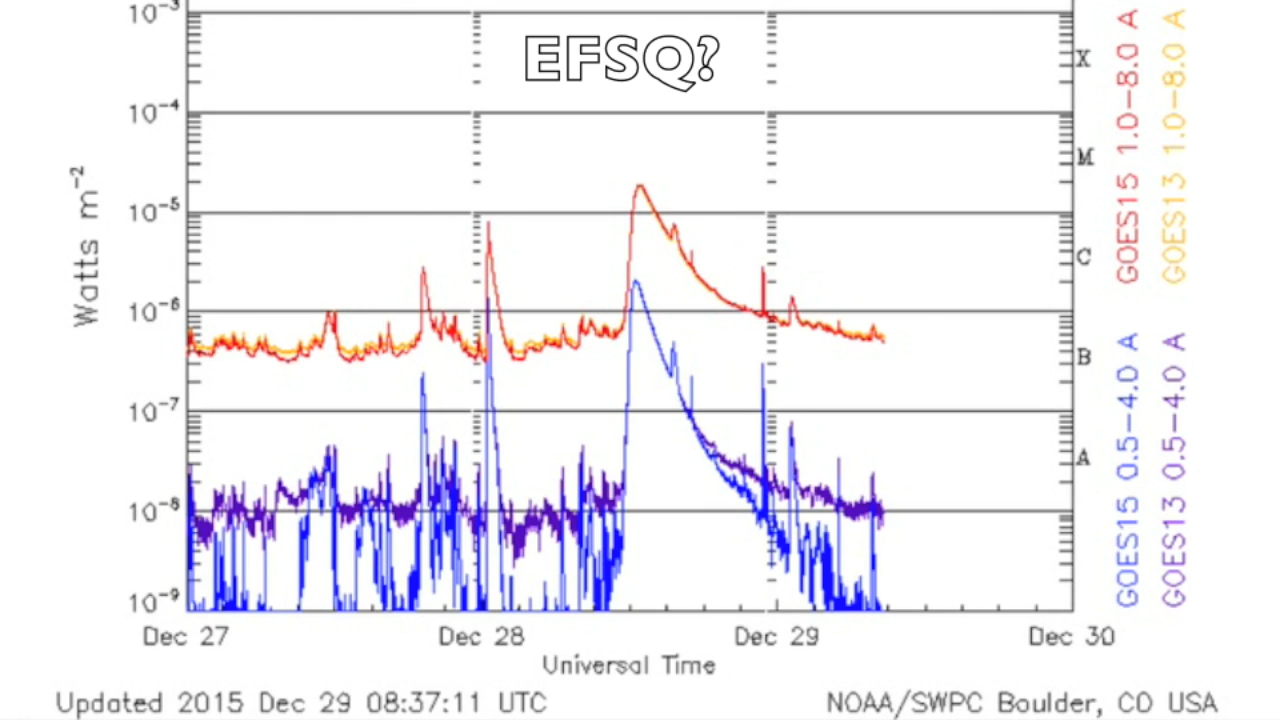 EFSQ?
10⁻³
10⁻⁴
10⁻⁵
10⁻⁶
10⁻⁷
10⁻⁸
10⁻⁹
Watts m⁻²
X
M
C
B
A
GOES15 1.0–8.0 A
GOES13 1.0–8.0 A
GOES15 0.5–4.0 A
GOES13 0.5–4.0 A
Dec 27 Dec 28 Dec 29 Dec 30
Universal Time
Updated 2015 Dec 29 08:37:11 UTC NOAA/SWPC Boulder, CO USA